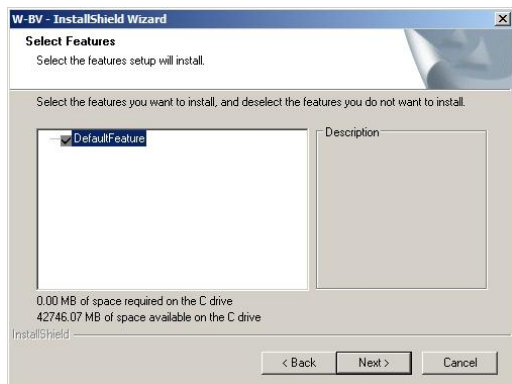 W-BV - InstallShield Wizard
Select Features
Select the features setup will install.
Select the features you want to install, and deselect the features you do not want to install.
DefaultFeature
Description
0.00 MB of space required on the C drive
42746.07 MB of space available on the C drive
InstallShield
< Back Next > Cancel